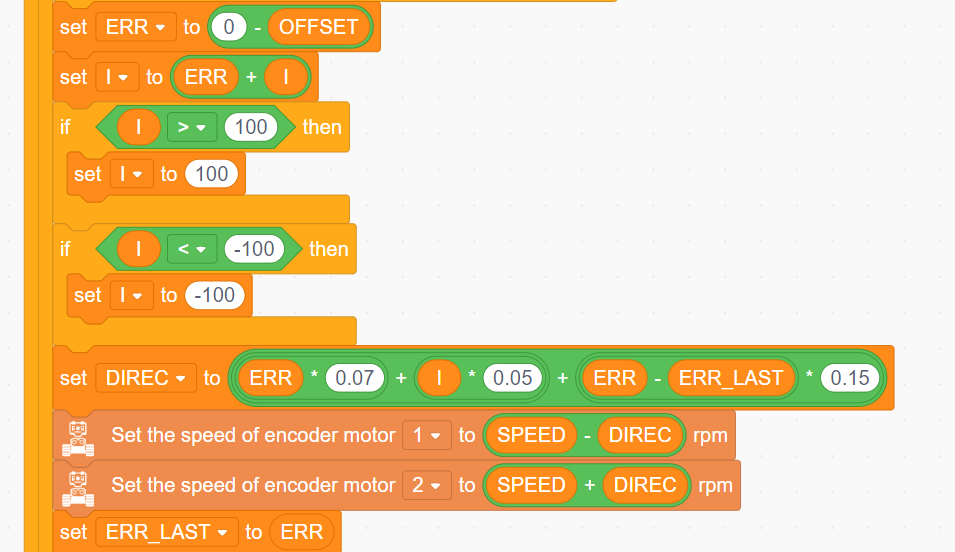 set ERR to 0 - OFFSET
set I to ERR + I
if I > 100 then
set I to 100
if I < -100 then
set I to -100
set DIREC to ERR * 0.07 + I * 0.05 + ERR - ERR_LAST * 0.15
Set the speed of encoder motor 1 to SPEED - DIREC rpm
Set the speed of encoder motor 2 to SPEED + DIREC rpm
set ERR_LAST to ERR